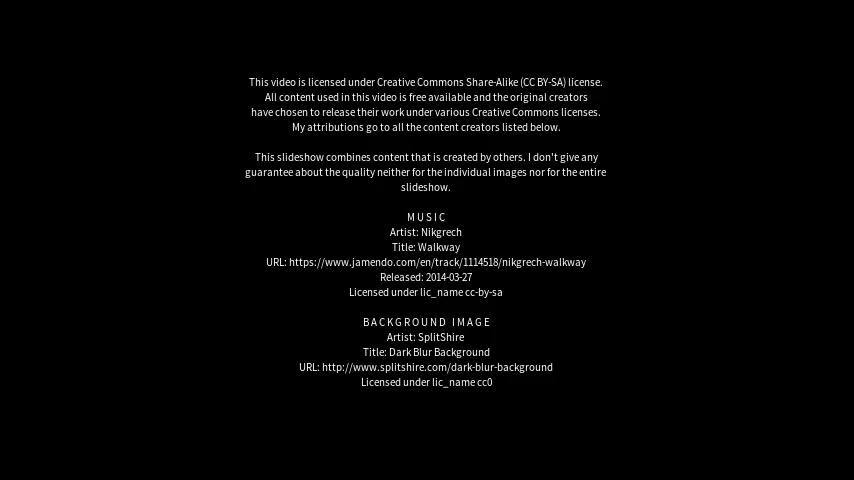 This video is licensed under Creative Commons Share-Alike (CC BY-SA) license.
All content used in this video is free available and the original creators
have chosen to release their work under various Creative Commons licenses.
My attributions go to all the content creators listed below.
This slideshow combines content that is created by others. I don't give any
guarantee about the quality neither for the individual images nor for the entire
slideshow.
MUSIC
Artist: Nikgrech
Title: Walkway
URL: https://www.jamendo.com/en/track/1114518/nikgrech-walkway
Released: 2014-03-27
Licensed under lic_name cc-by-sa
BACKGROUND IMAGE
Artist: SplitShire
Title: Dark Blur Background
URL: http://www.splitshire.com/dark-blur-background
Licensed under lic_name cc0